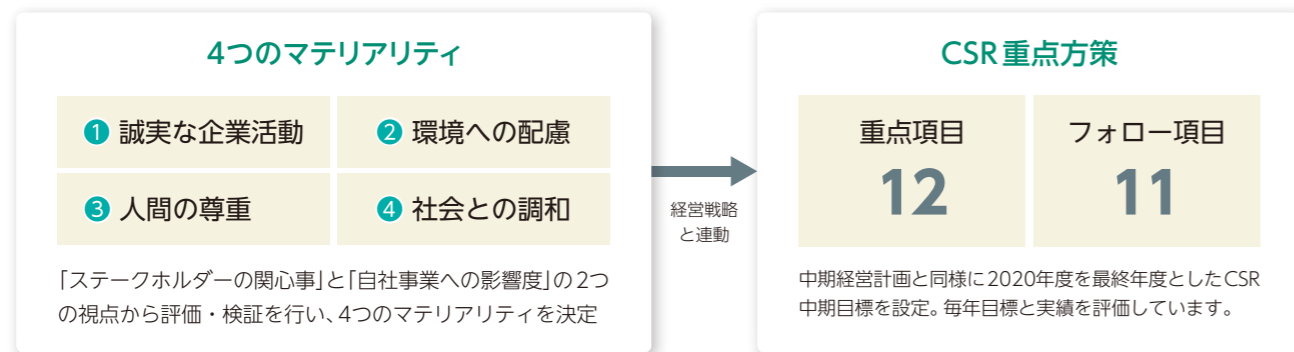 4つのマテリアリティ
❶ 誠実な企業活動
❷ 環境への配慮
❸ 人間の尊重
❹ 社会との調和
「ステークホルダーの関心事」と「自社事業への影響度」の2つ
の視点から評価・検証を行い、4つのマテリアリティを決定
経営戦略
と連動
CSR重点方策
重点項目
12
フォロー項目
11
中期経営計画と同様に2020年度を最終年度としたCSR
中期目標を設定。毎年目標と実績を評価しています。